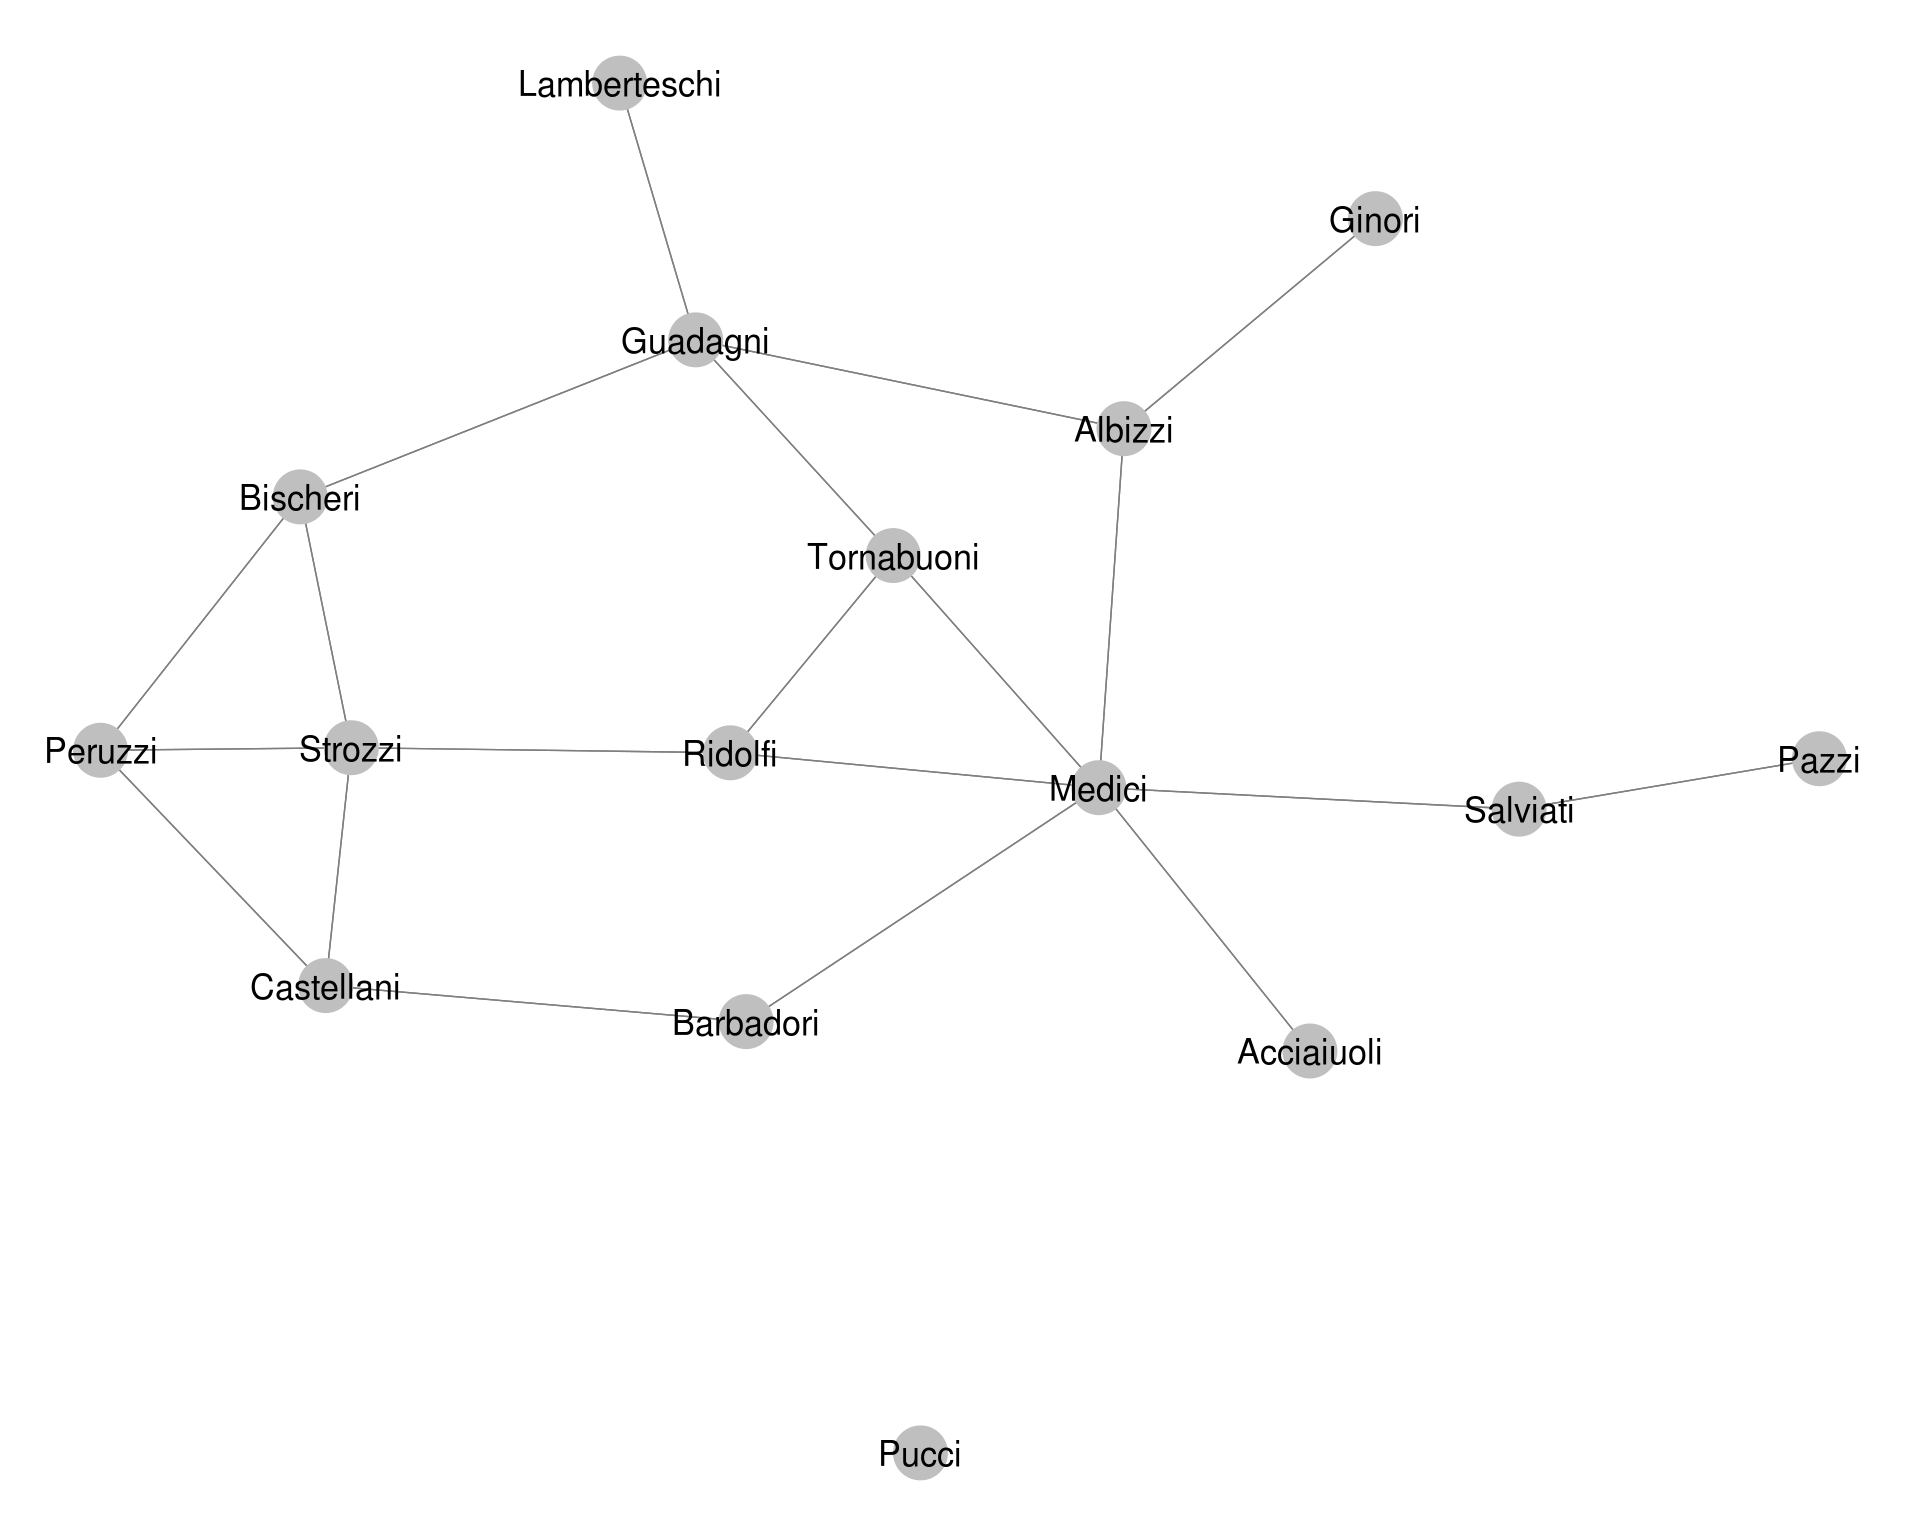 Lamberteschi
Ginori
Guadagni
Albizzi
Bischeri
Tornabuoni
Peruzzi
Strozzi
Ridolfi
Medici
Salviati
Pazzi
Castellani
Barbadori
Acciaiuoli
Pucci